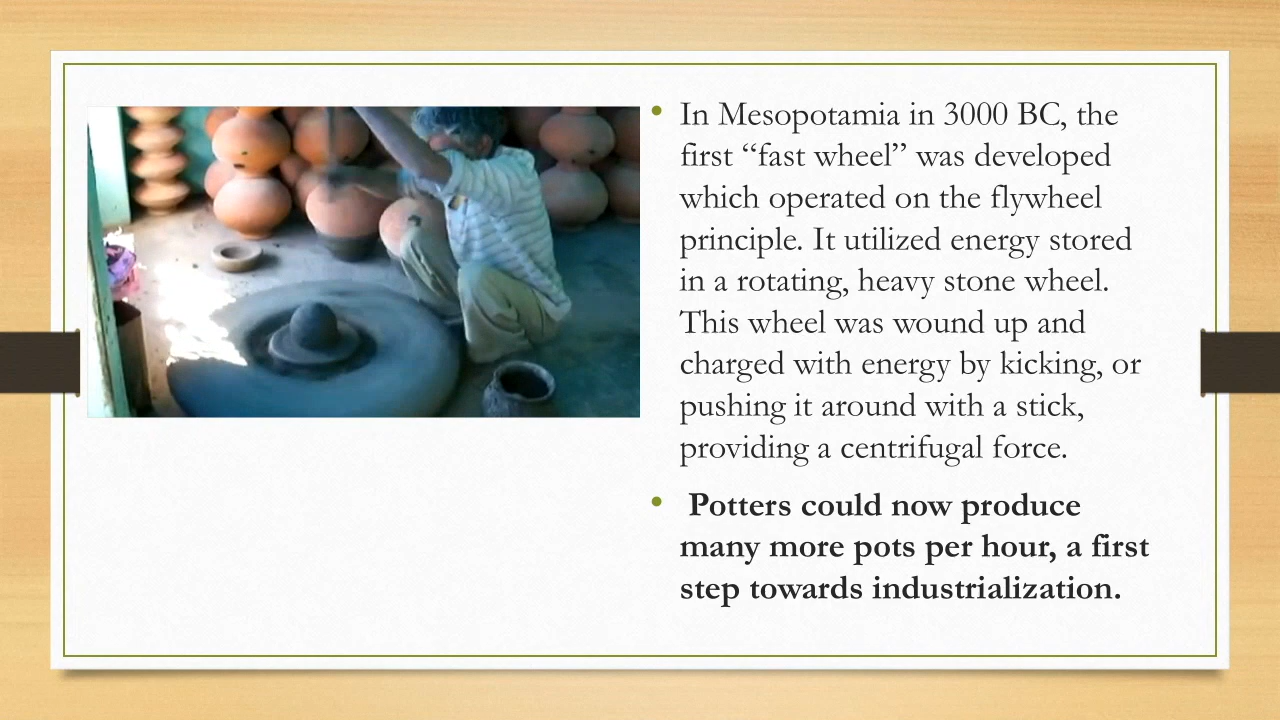 • In Mesopotamia in 3000 BC, the
first “fast wheel” was developed
which operated on the flywheel
principle. It utilized energy stored
in a rotating, heavy stone wheel.
This wheel was wound up and
charged with energy by kicking, or
pushing it around with a stick,
providing a centrifugal force.
• Potters could now produce
many more pots per hour, a first
step towards industrialization.